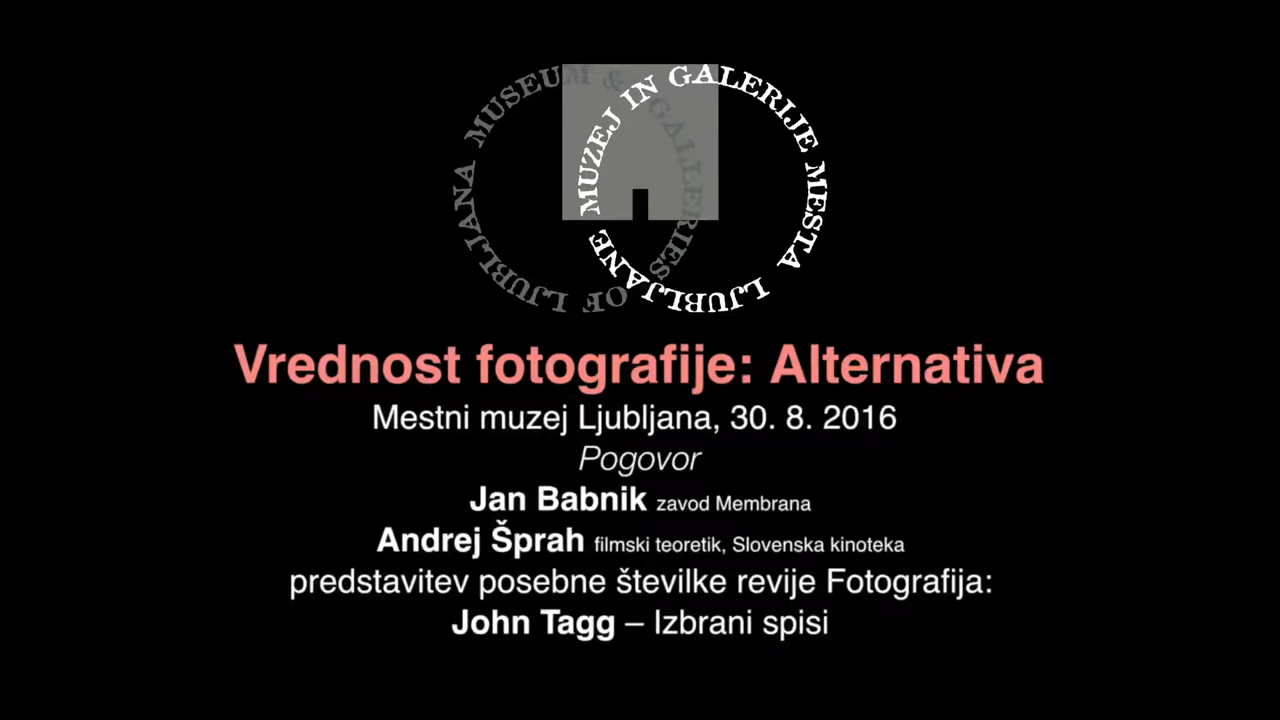 MUSEUM & GALLERIES OF LJUBLJANA
MUZEJ IN GALERIJE MESTA LJUBLJANE
Vrednost fotografije: Alternativa
Mestni muzej Ljubljana, 30. 8. 2016
Pogovor
Jan Babnik zavod Membrana
Andrej Šprah filmski teoretik, Slovenska kinoteka
predstavitev posebne številke revije Fotografija:
John Tagg – Izbrani spisi